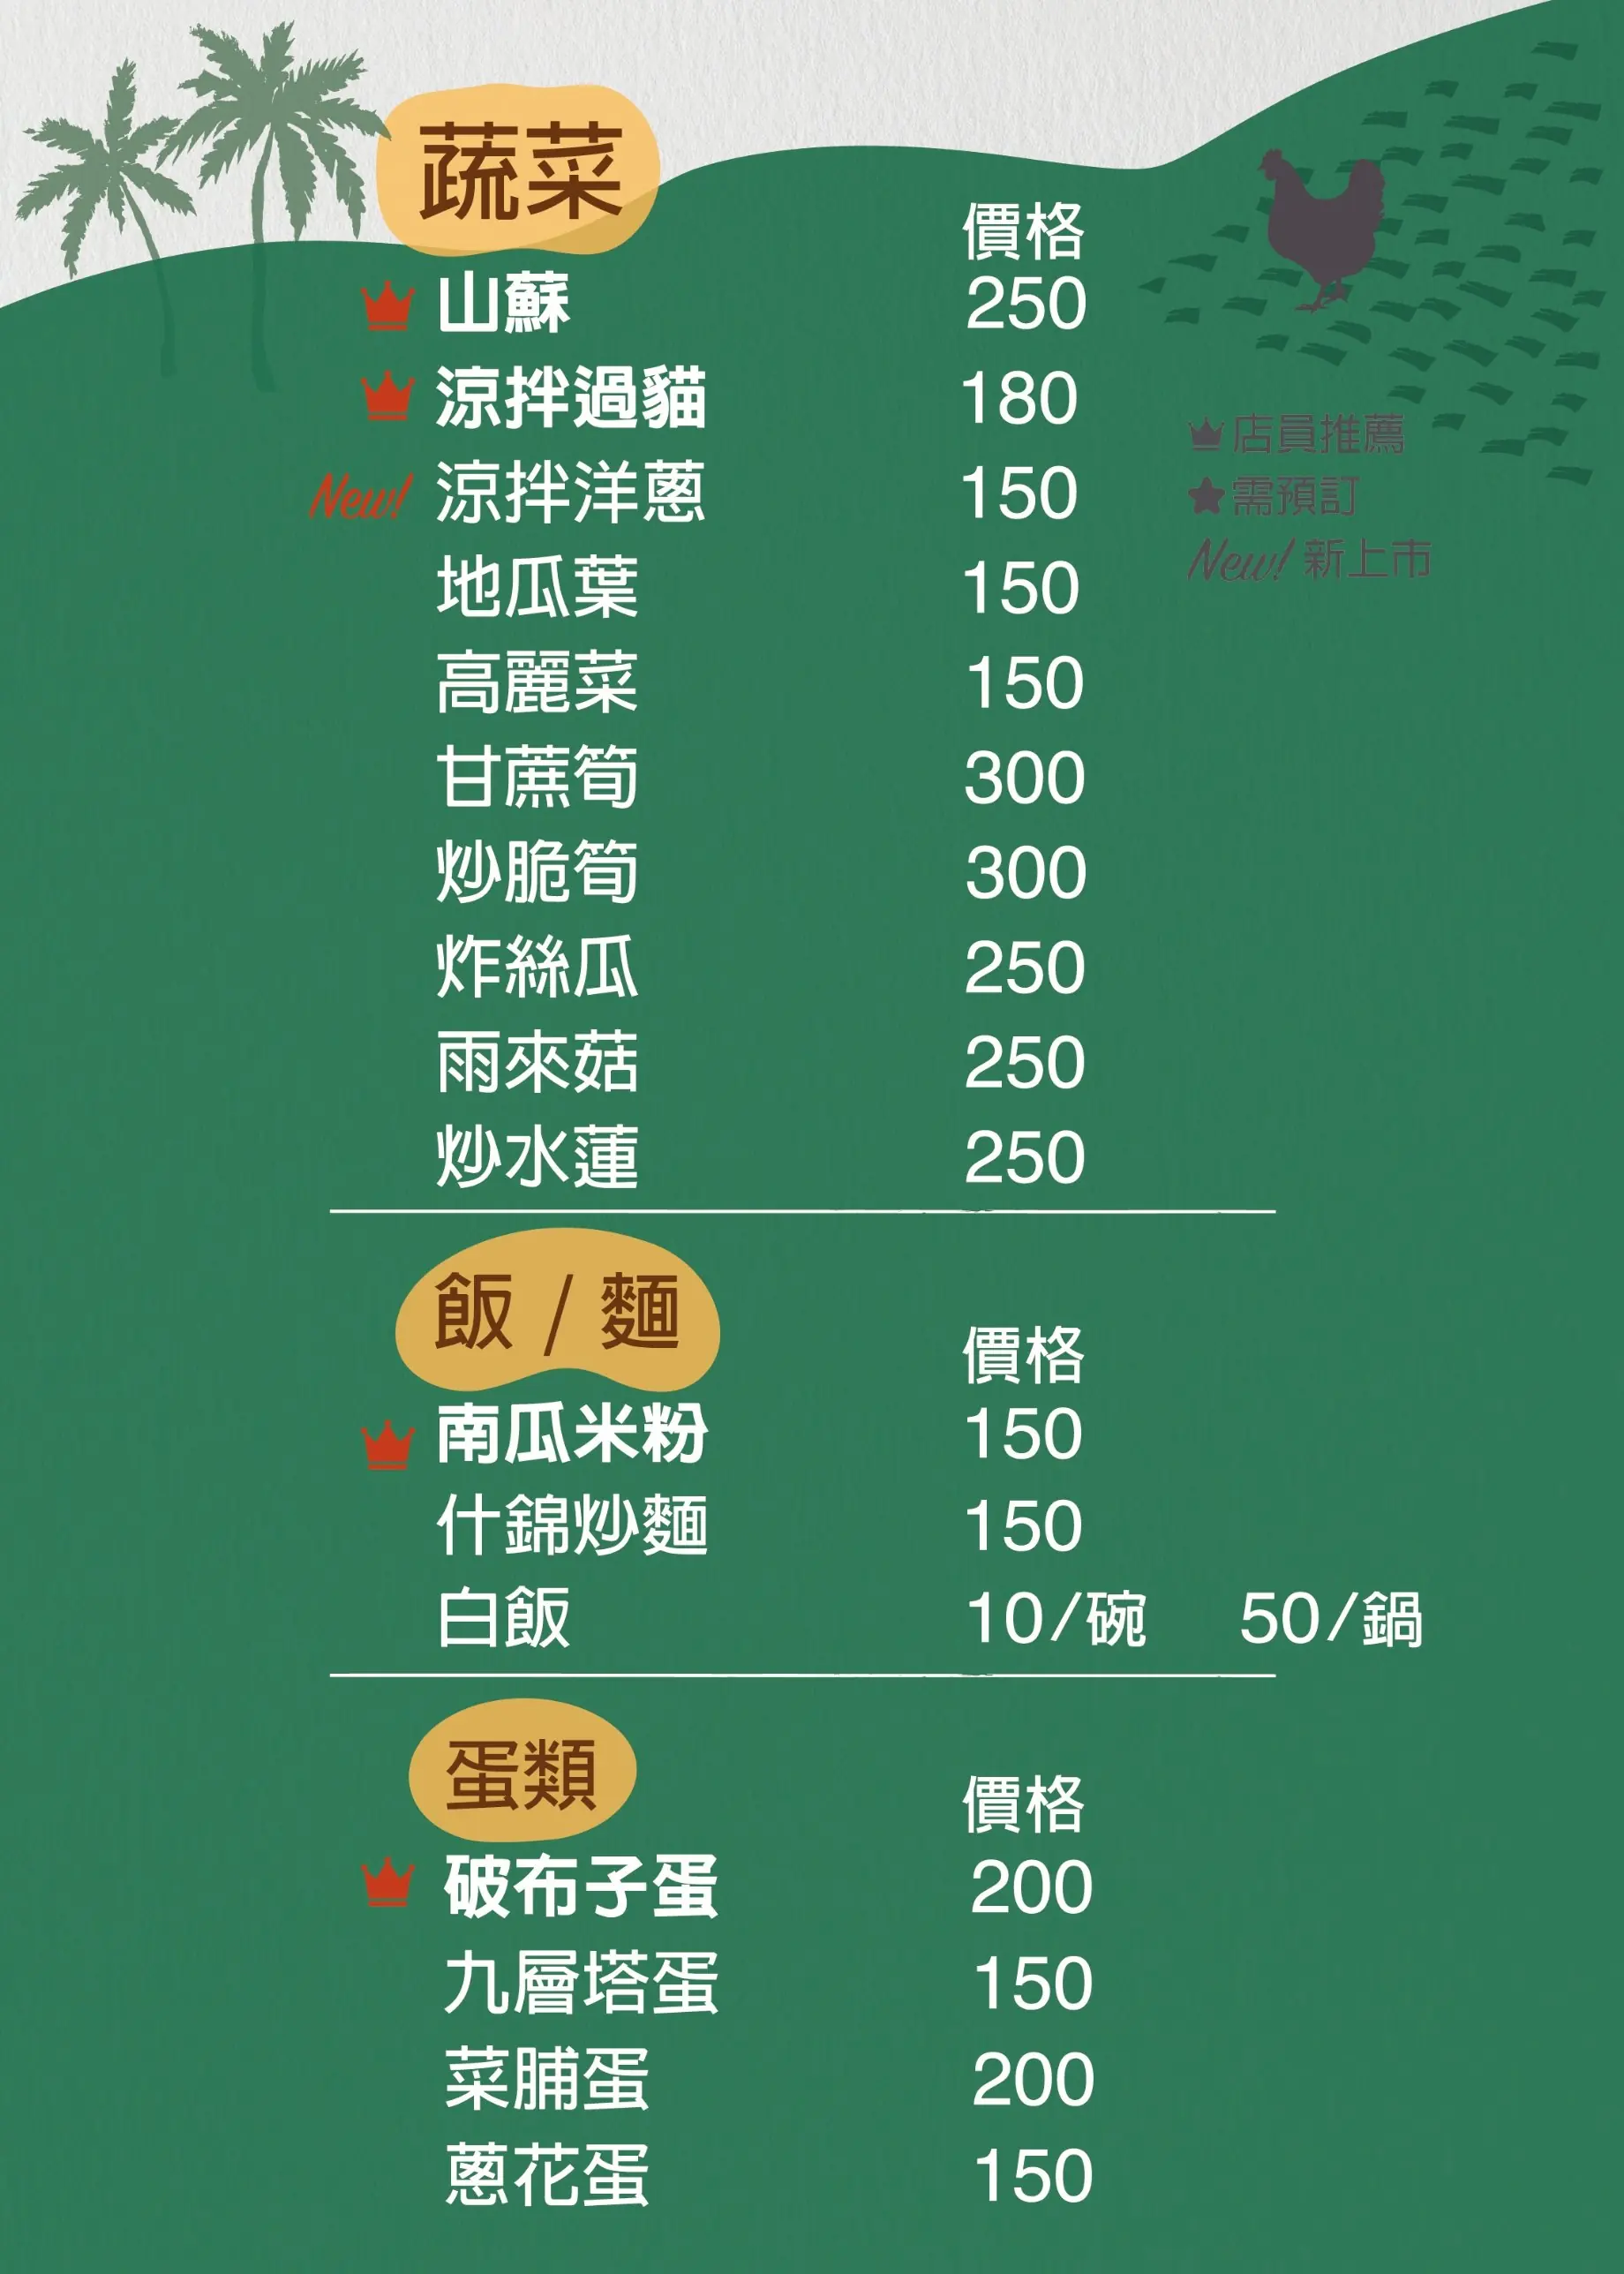 蔬菜
價格
山蘇 250
涼拌過貓 180
New! 涼拌洋蔥 150
地瓜葉 150
高麗菜 150
甘蔗筍 300
炒脆筍 300
炸絲瓜 250
雨來菇 250
炒水蓮 250
店員推薦
需預訂
New! 新上市
飯 / 麵
價格
南瓜米粉 150
什錦炒麵 150
白飯 10/碗 50/鍋
蛋類
價格
破布子蛋 200
九層塔蛋 150
菜脯蛋 200
蔥花蛋 150